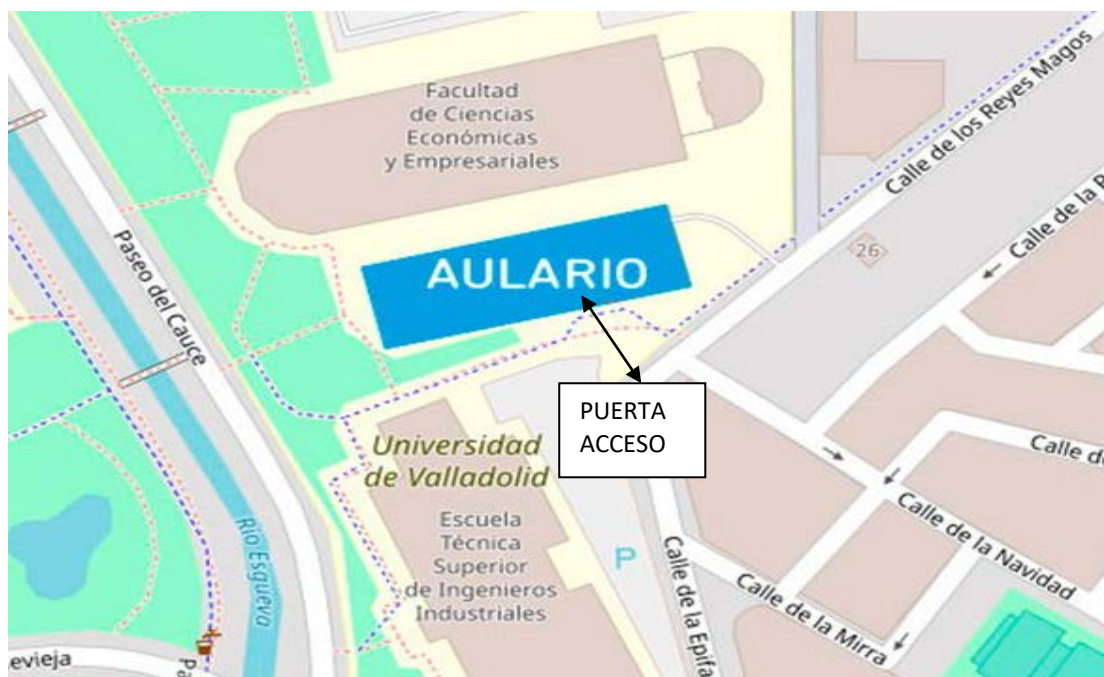 Facultad
de Ciencias
Económicas
y Empresariales
Calle de los Reyes Magos
26
Calle de la
AULARIO
Paseo del Cauce
PUERTA
ACCESO
Universidad
de Valladolid
Escuela
Técnica
Superior
de Ingenieros
Industriales
P
Calle de la Epifa
Calle de la Mirra
Calle de la Navidad
Calle de
Río Esgueva
evieja
Pa